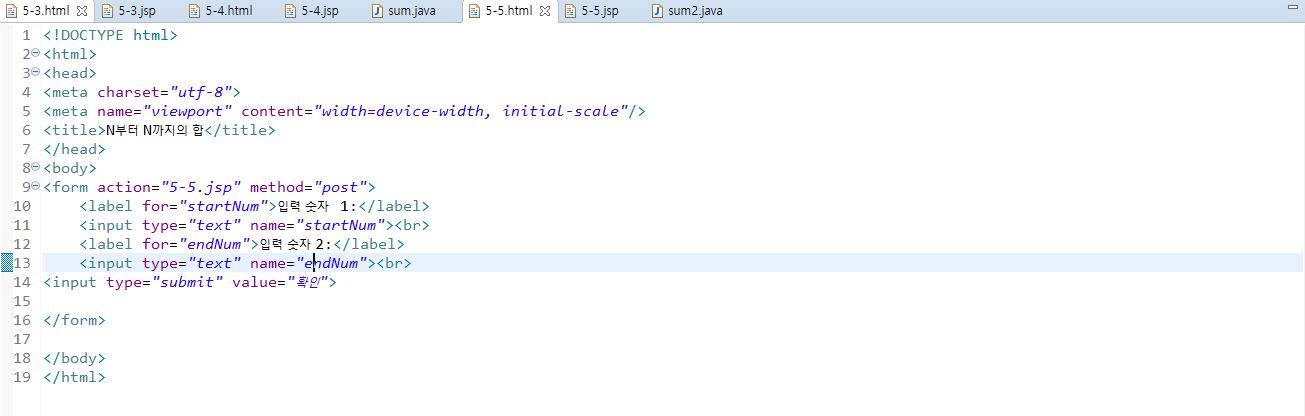 5-3.html 5-3.jsp 5-4.html 5-4.jsp sum.java 5-5.html 5-5.jsp sum2.java
1 <!DOCTYPE html>
2 <html>
3 <head>
4 <meta charset="utf-8">
5 <meta name="viewport" content="width=device-width, initial-scale"/>
6 <title>N부터 N까지의 합</title>
7 </head>
8 <body>
9 <form action="5-5.jsp" method="post">
10     <label for="startNum">입력 숫자  1:</label>
11     <input type="text" name="startNum"><br>
12     <label for="endNum">입력 숫자 2:</label>
13     <input type="text" name="endNum"><br>
14 <input type="submit" value="확인">
15
16 </form>
17
18 </body>
19 </html>